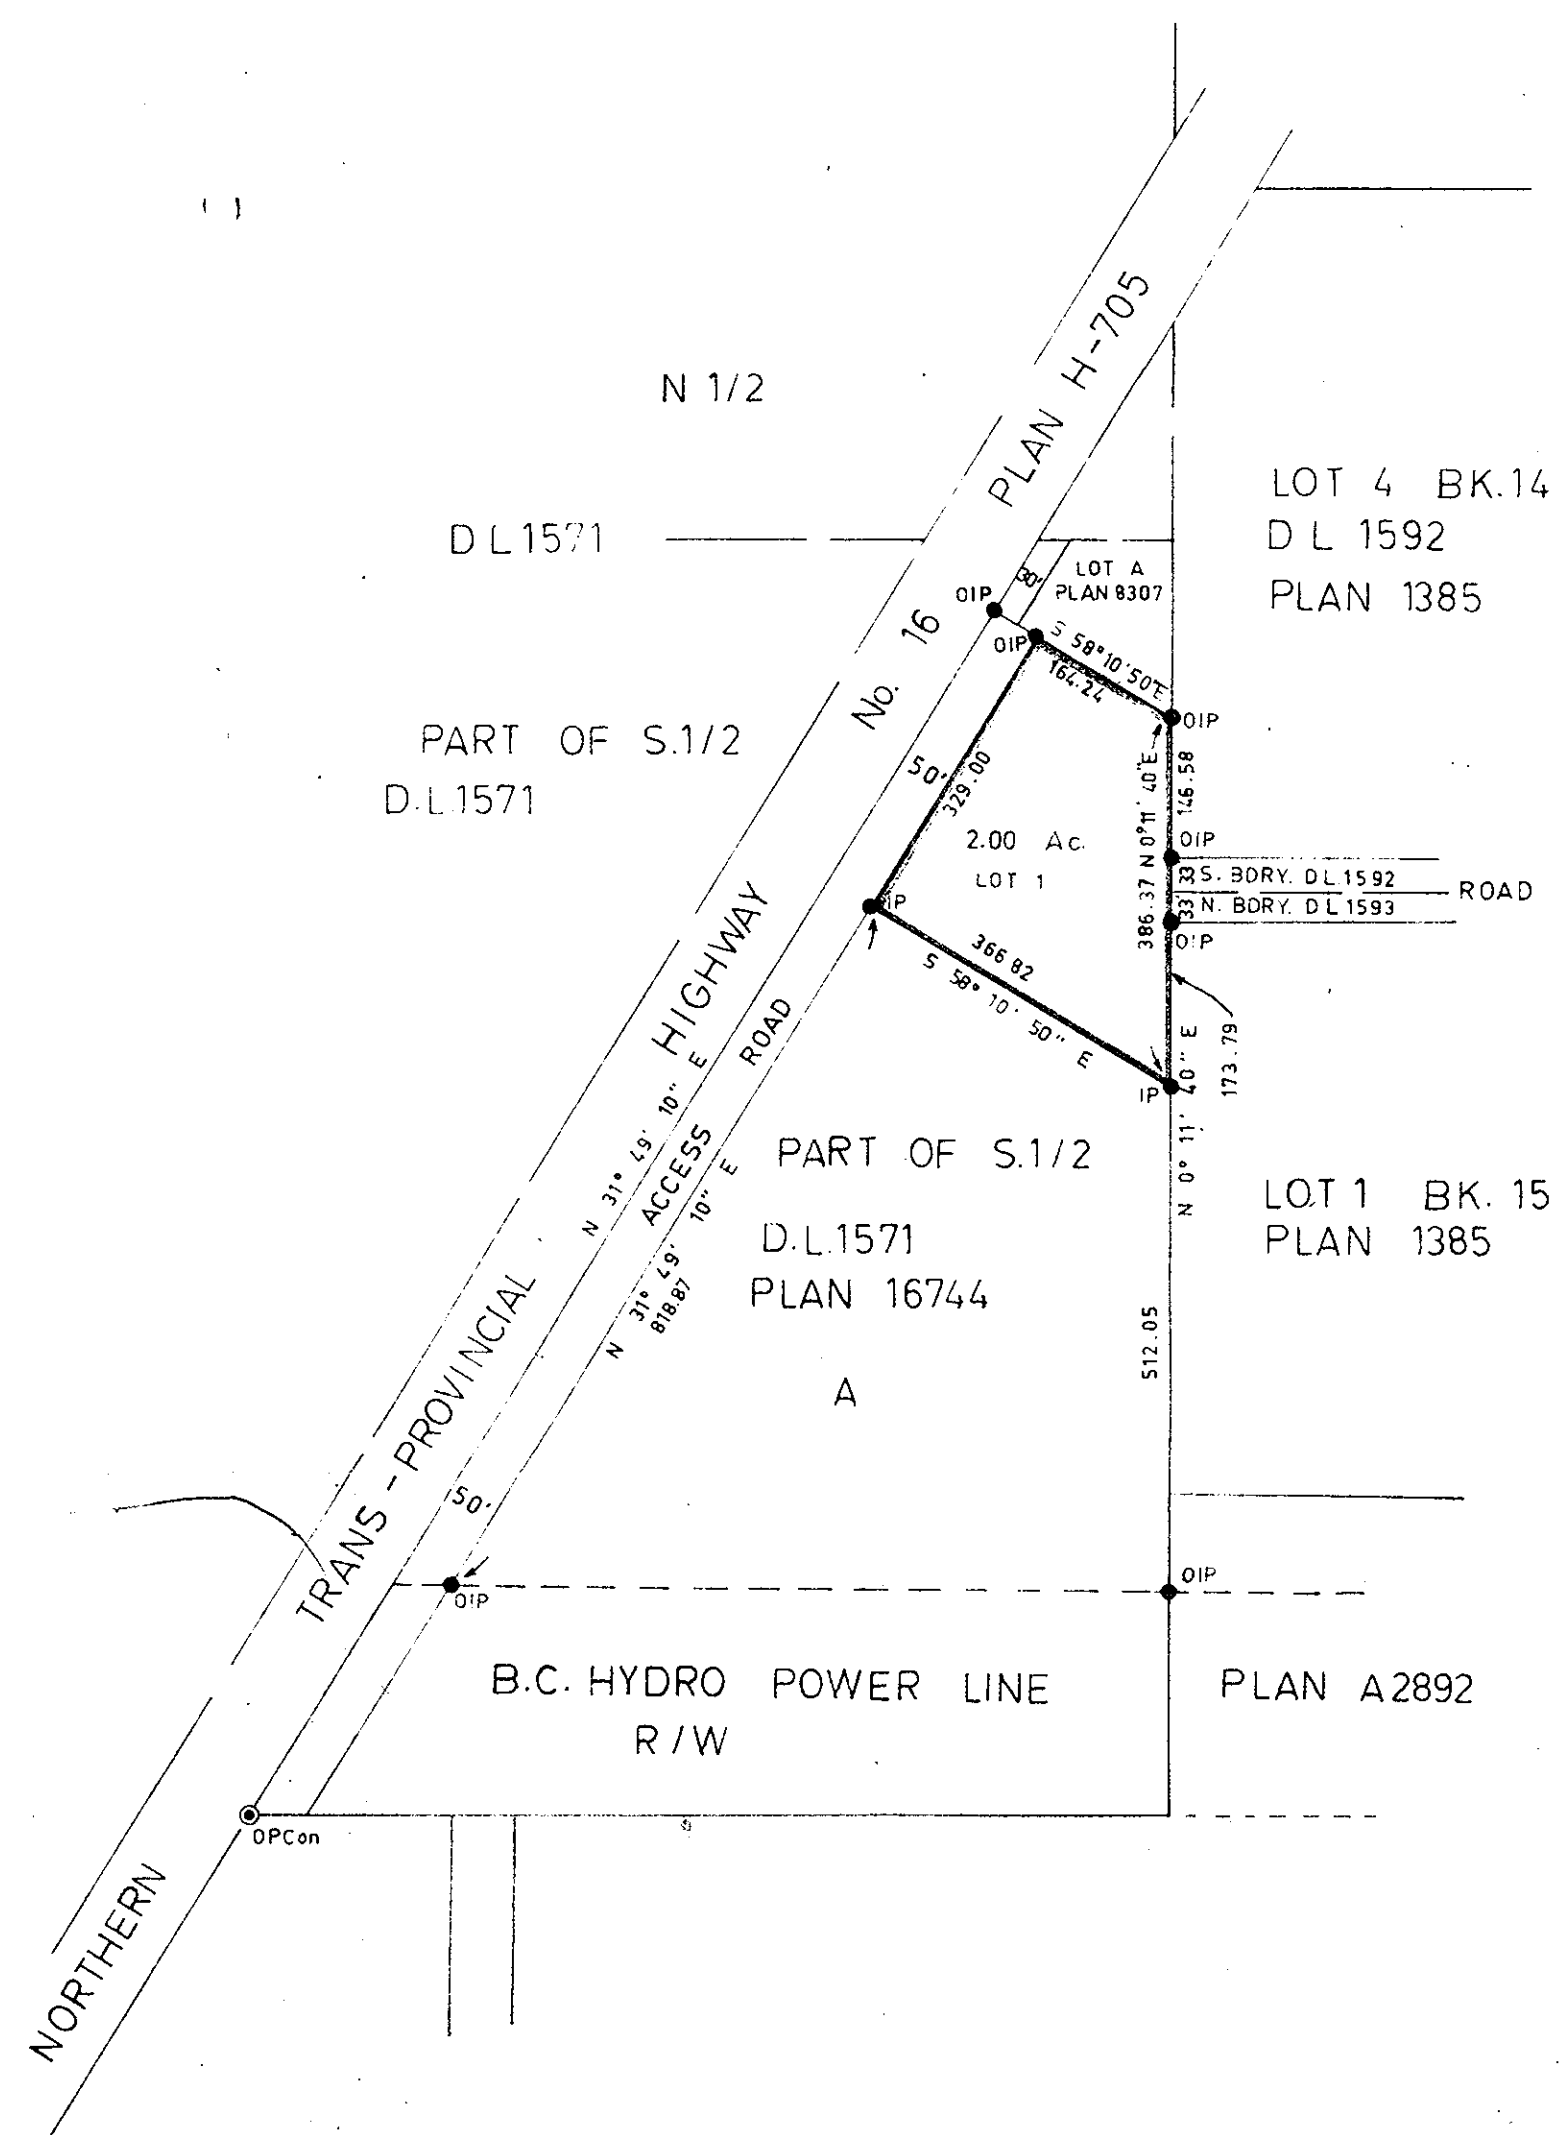 PLAN H-705
N 1/2
LOT 4 BK.14
D L 1592
PLAN 1385
D L 1571
30'
LOT A
PLAN 8307
OIP
OIP
S 58°10'50"E
164.24
No. 16
OIP
PART OF S.1/2
D.L.1571
50'
329.00
386.37 N 0°11' 40"E
146.58
2.00 Ac.
LOT 1
OIP
33'
S. BDRY. D L 1592
ROAD
33'
N. BDRY. D L 1593
OIP
IP
366.82
S 58° 10' 50" E
HIGHWAY
ACCESS ROAD
173.79
IP
N 0° 11' 40" E
N 31° 49' 10" E
N 31° 49' 10" E
818.87
PART OF S.1/2
D.L.1571
PLAN 16744
LOT 1 BK. 15
PLAN 1385
512.05
A
TRANS - PROVINCIAL
50'
OIP
OIP
B.C. HYDRO POWER LINE
R/W
PLAN A2892
OPCon
NORTHERN